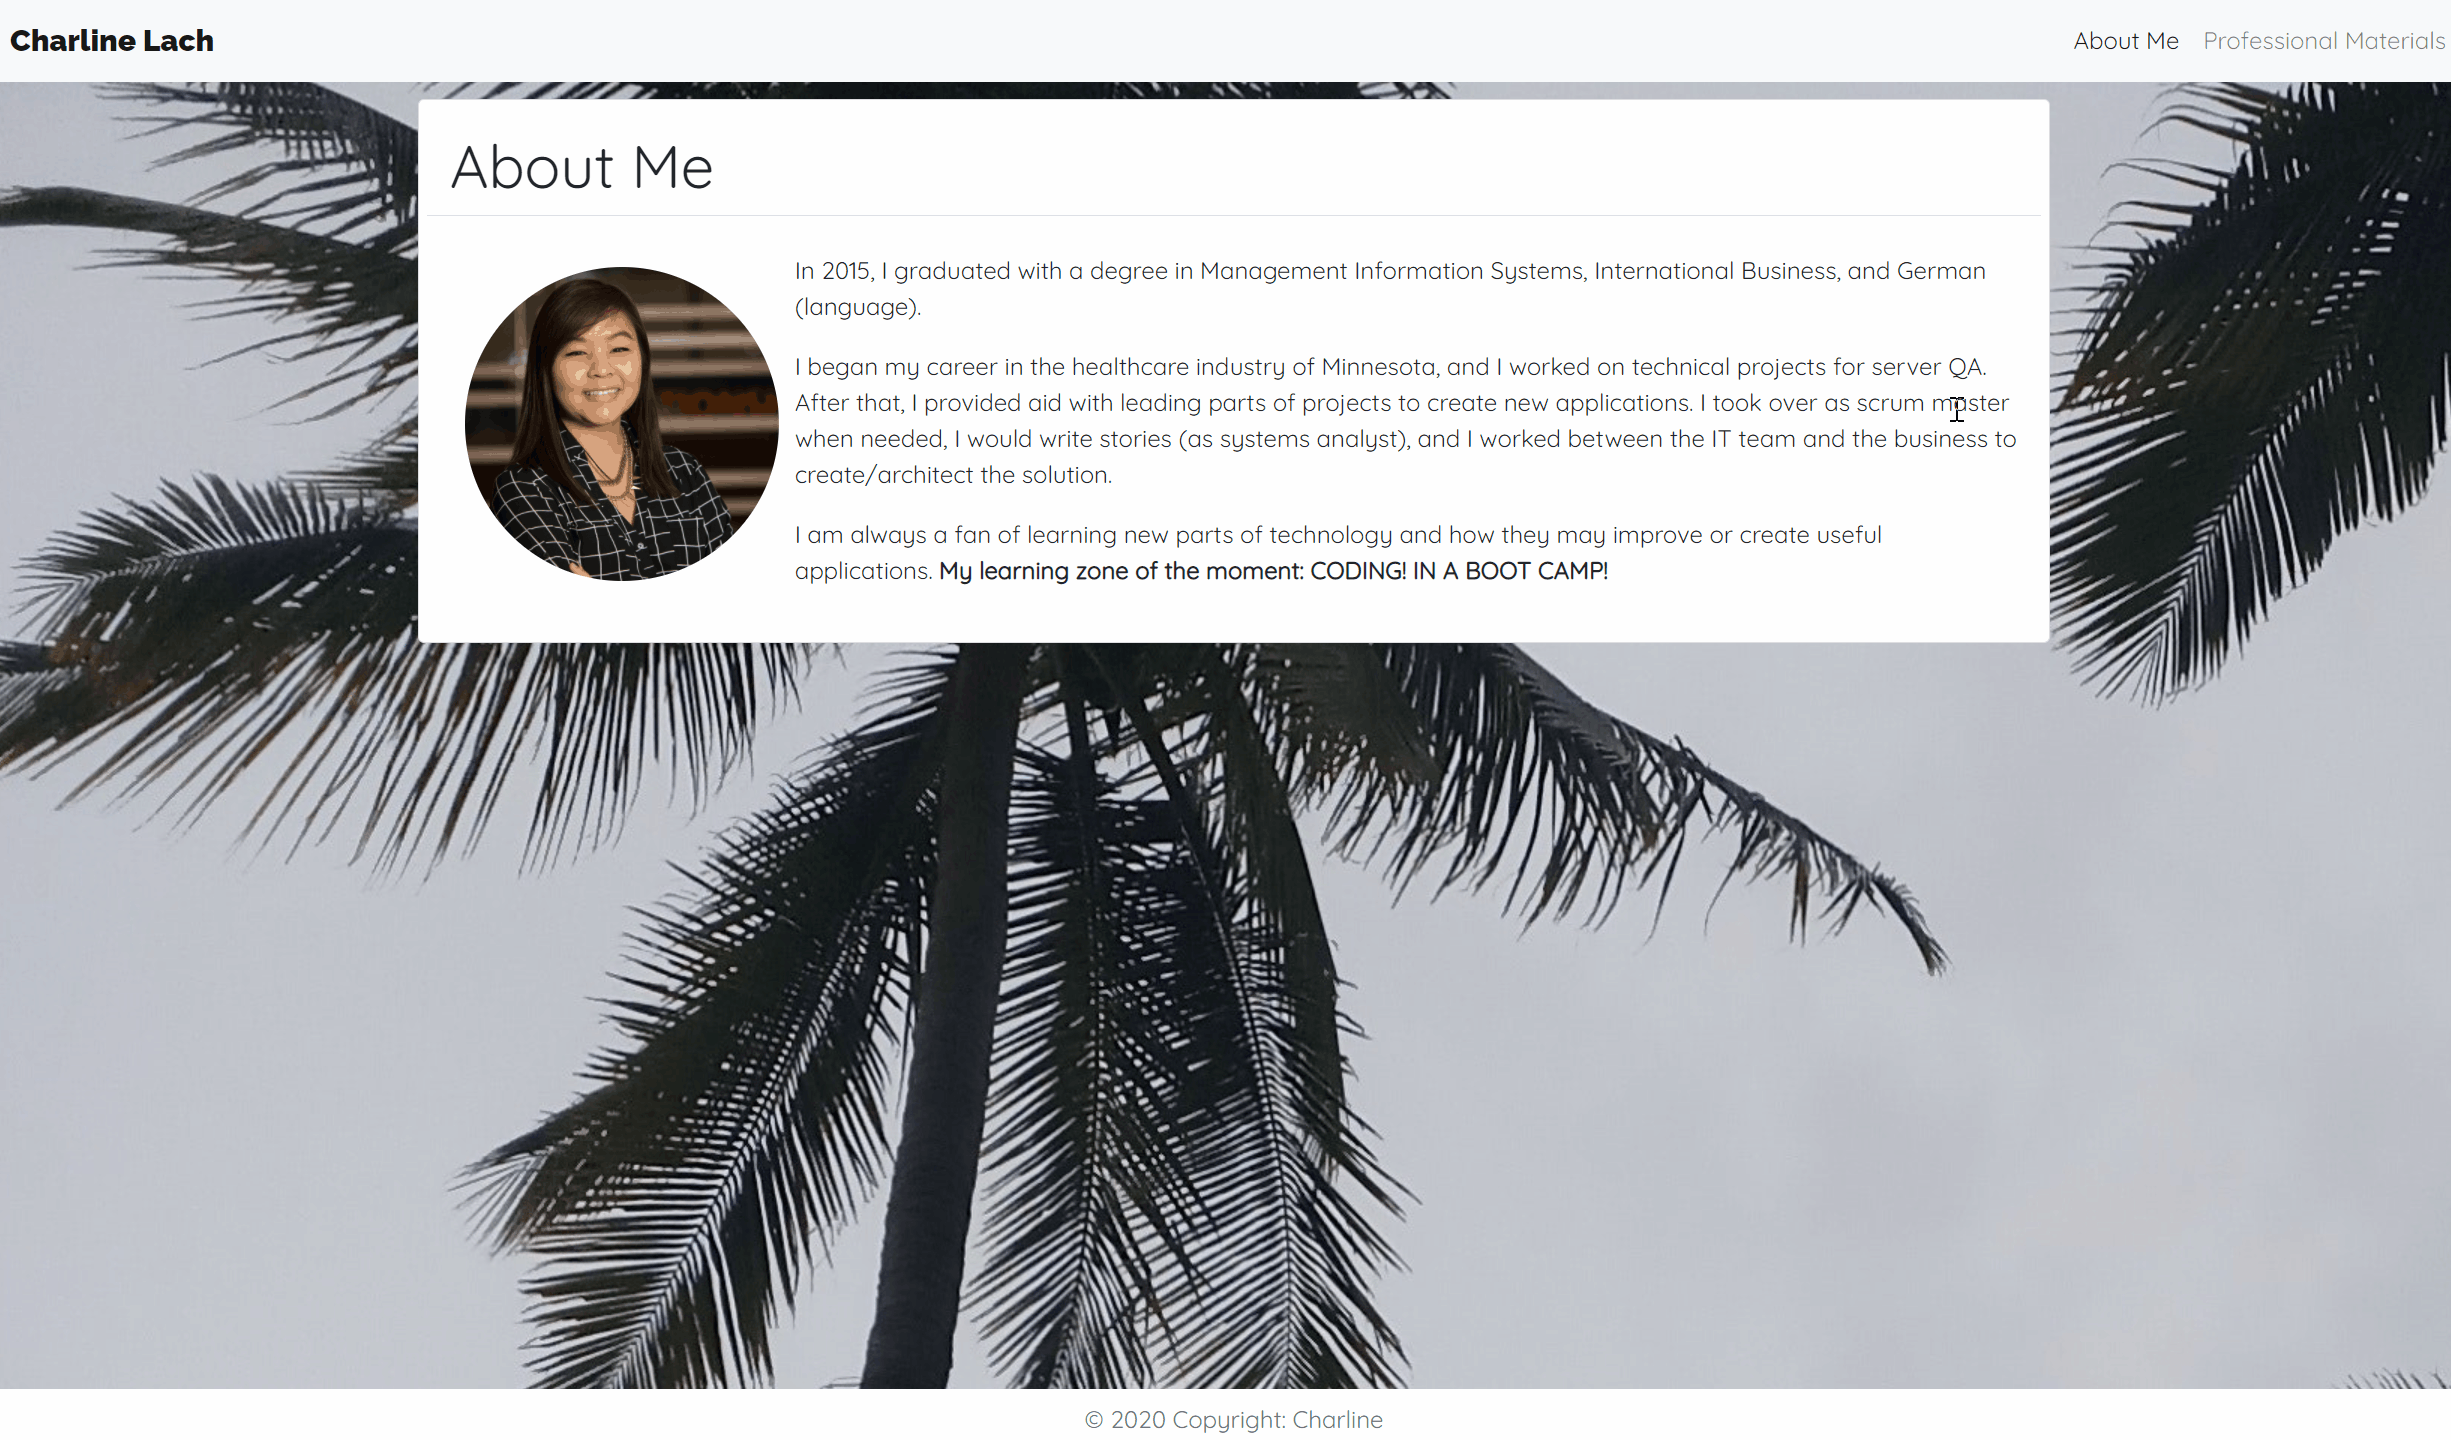 Charline Lach
About Me Professional Materials
About Me
In 2015, I graduated with a degree in Management Information Systems, International Business, and German
(language).
I began my career in the healthcare industry of Minnesota, and I worked on technical projects for server QA.
After that, I provided aid with leading parts of projects to create new applications. I took over as scrum master
when needed, I would write stories (as systems analyst), and I worked between the IT team and the business to
create/architect the solution.
I am always a fan of learning new parts of technology and how they may improve or create useful
applications. My learning zone of the moment: CODING! IN A BOOT CAMP!
© 2020 Copyright: Charline